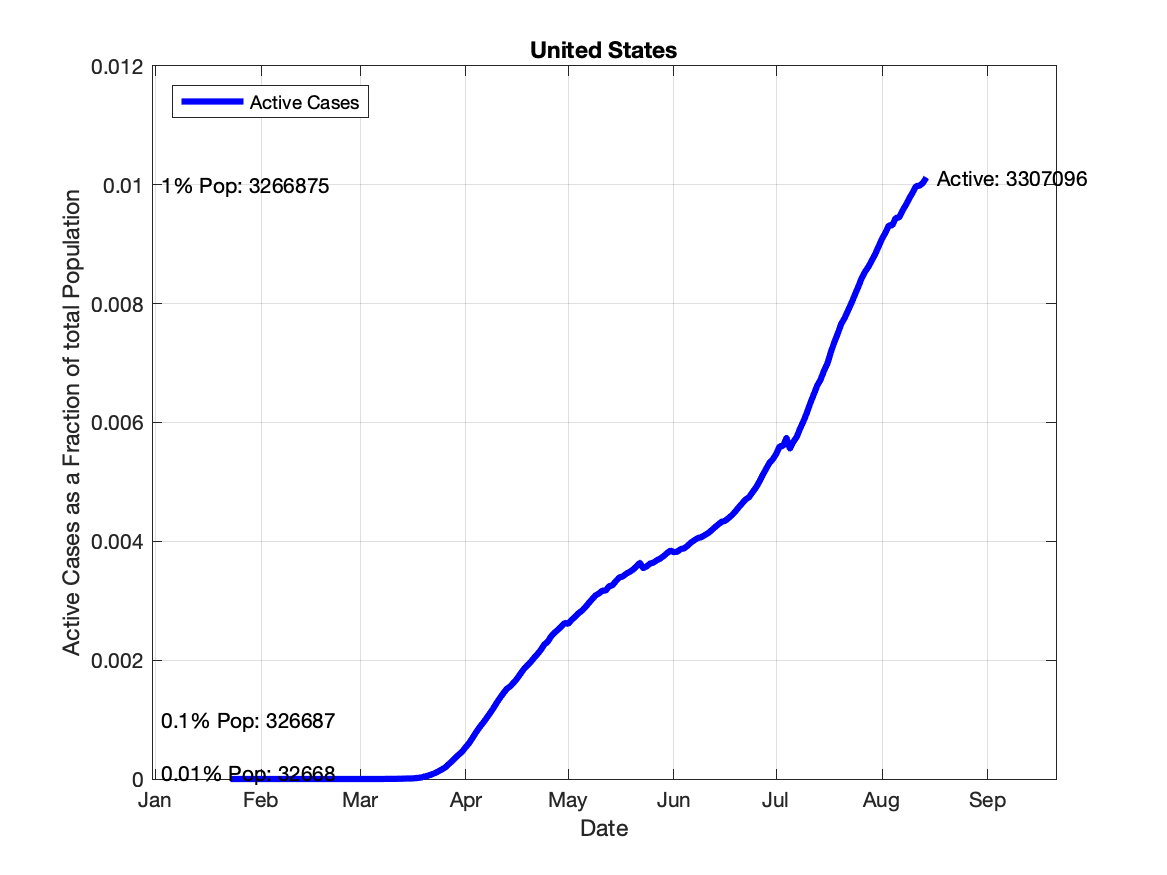 United States
0.012
Active Cases
0.01
1% Pop: 3266875
Active: 3307096
0.008
0.006
0.004
0.002
0.1% Pop: 326687
0
0.01% Pop: 32668
Jan Feb Mar Apr May Jun Jul Aug Sep
Date
Active Cases as a Fraction of total Population